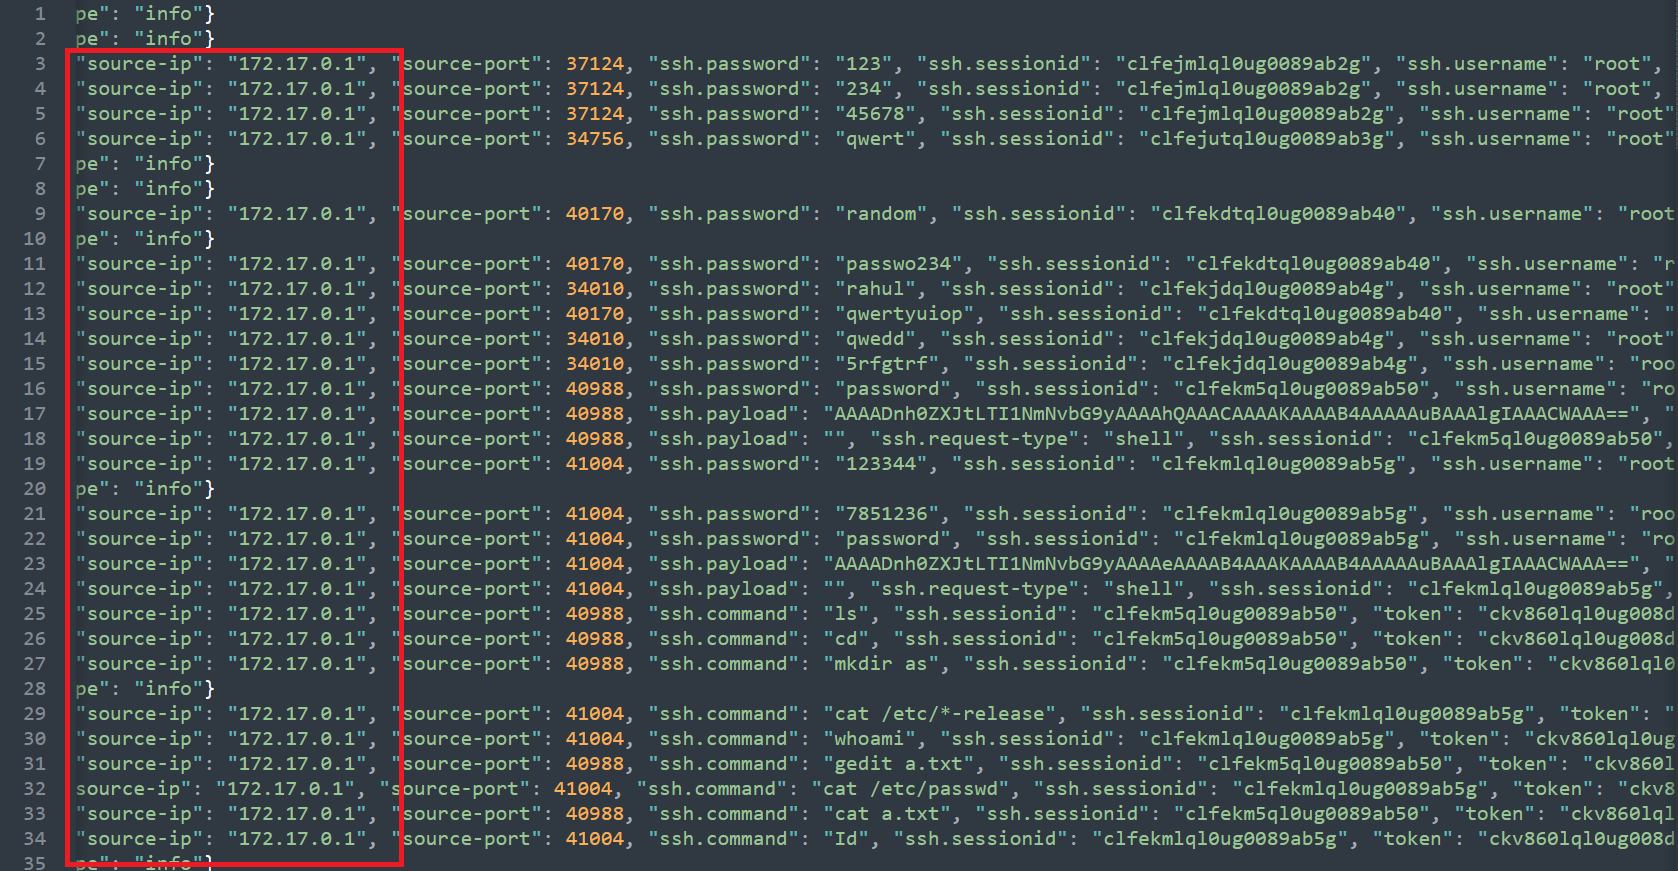 1 pe": "info"}
2 pe": "info"}
3 "source-ip": "172.17.0.1", "source-port": 37124, "ssh.password": "123", "ssh.sessionid": "clfejmlql0ug0089ab2g", "ssh.username": "root",
4 "source-ip": "172.17.0.1", "source-port": 37124, "ssh.password": "234", "ssh.sessionid": "clfejmlql0ug0089ab2g", "ssh.username": "root",
5 "source-ip": "172.17.0.1", "source-port": 37124, "ssh.password": "45678", "ssh.sessionid": "clfejmlql0ug0089ab2g", "ssh.username": "root"
6 "source-ip": "172.17.0.1", "source-port": 34756, "ssh.password": "qwert", "ssh.sessionid": "clfejutql0ug0089ab3g", "ssh.username": "root"
7 pe": "info"}
8 pe": "info"}
9 "source-ip": "172.17.0.1", "source-port": 40170, "ssh.password": "random", "ssh.sessionid": "clfekdtql0ug0089ab40", "ssh.username": "root
10 pe": "info"}
11 "source-ip": "172.17.0.1", "source-port": 40170, "ssh.password": "passwo234", "ssh.sessionid": "clfekdtql0ug0089ab40", "ssh.username": "r
12 "source-ip": "172.17.0.1", "source-port": 34010, "ssh.password": "rahul", "ssh.sessionid": "clfekjdql0ug0089ab4g", "ssh.username": "root"
13 "source-ip": "172.17.0.1", "source-port": 40170, "ssh.password": "qwertyuiop", "ssh.sessionid": "clfekdtql0ug0089ab40", "ssh.username": "
14 "source-ip": "172.17.0.1", "source-port": 34010, "ssh.password": "qwedd", "ssh.sessionid": "clfekjdql0ug0089ab4g", "ssh.username": "root"
15 "source-ip": "172.17.0.1", "source-port": 34010, "ssh.password": "5rfgtrf", "ssh.sessionid": "clfekjdql0ug0089ab4g", "ssh.username": "roo
16 "source-ip": "172.17.0.1", "source-port": 40988, "ssh.password": "password", "ssh.sessionid": "clfekm5ql0ug0089ab50", "ssh.username": "ro
17 "source-ip": "172.17.0.1", "source-port": 40988, "ssh.payload": "AAAADnh0ZXJtLTI1NmNvbG9yAAAAhQAAACAAAAKAAAAB4AAAAAuBAAAlgIAAACWAAA==", "
18 "source-ip": "172.17.0.1", "source-port": 40988, "ssh.payload": "", "ssh.request-type": "shell", "ssh.sessionid": "clfekm5ql0ug0089ab50",
19 "source-ip": "172.17.0.1", "source-port": 41004, "ssh.password": "123344", "ssh.sessionid": "clfekmlql0ug0089ab5g", "ssh.username": "root
20 pe": "info"}
21 "source-ip": "172.17.0.1", "source-port": 41004, "ssh.password": "7851236", "ssh.sessionid": "clfekmlql0ug0089ab5g", "ssh.username": "roo
22 "source-ip": "172.17.0.1", "source-port": 41004, "ssh.password": "password", "ssh.sessionid": "clfekmlql0ug0089ab5g", "ssh.username": "ro
23 "source-ip": "172.17.0.1", "source-port": 41004, "ssh.payload": "AAAADnh0ZXJtLTI1NmNvbG9yAAAAeAAAAB4AAAKAAAAB4AAAAAuBAAAlgIAAACWAAA==", "
24 "source-ip": "172.17.0.1", "source-port": 41004, "ssh.payload": "", "ssh.request-type": "shell", "ssh.sessionid": "clfekmlql0ug0089ab5g",
25 "source-ip": "172.17.0.1", "source-port": 40988, "ssh.command": "ls", "ssh.sessionid": "clfekm5ql0ug0089ab50", "token": "ckv860lql0ug008d
26 "source-ip": "172.17.0.1", "source-port": 40988, "ssh.command": "cd", "ssh.sessionid": "clfekm5ql0ug0089ab50", "token": "ckv860lql0ug008d
27 "source-ip": "172.17.0.1", "source-port": 40988, "ssh.command": "mkdir as", "ssh.sessionid": "clfekm5ql0ug0089ab50", "token": "ckv860lql0
28 pe": "info"}
29 "source-ip": "172.17.0.1", "source-port": 41004, "ssh.command": "cat /etc/*-release", "ssh.sessionid": "clfekmlql0ug0089ab5g", "token": "
30 "source-ip": "172.17.0.1", "source-port": 41004, "ssh.command": "whoami", "ssh.sessionid": "clfekmlql0ug0089ab5g", "token": "ckv860lql0ug
31 "source-ip": "172.17.0.1", "source-port": 40988, "ssh.command": "gedit a.txt", "ssh.sessionid": "clfekm5ql0ug0089ab50", "token": "ckv860l
32 source-ip": "172.17.0.1", "source-port": 41004, "ssh.command": "cat /etc/passwd", "ssh.sessionid": "clfekmlql0ug0089ab5g", "token": "ckv8
33 "source-ip": "172.17.0.1", "source-port": 40988, "ssh.command": "cat a.txt", "ssh.sessionid": "clfekm5ql0ug0089ab50", "token": "ckv860lql
34 "source-ip": "172.17.0.1", "source-port": 41004, "ssh.command": "Id", "ssh.sessionid": "clfekmlql0ug0089ab5g", "token": "ckv860lql0ug008d
35 pe": "info"}